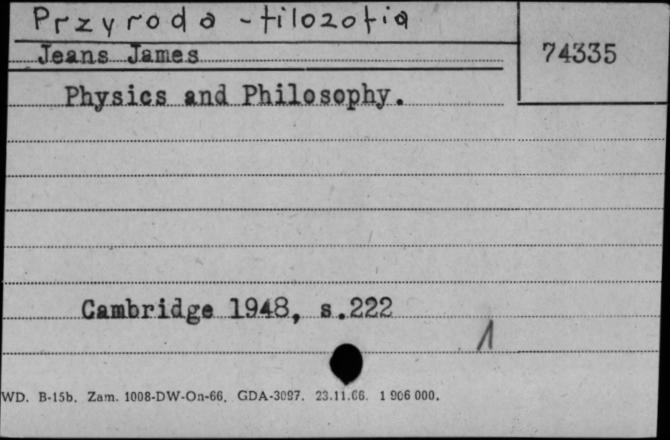 Przyroda - filozofia
Jeans James
74335
Physics and Philosophy.
Cambridge 1948, s.222
1
WD. B-15b. Zam. 1008-DW-On-66. GDA-3097. 23.11.66. 1 906 000.